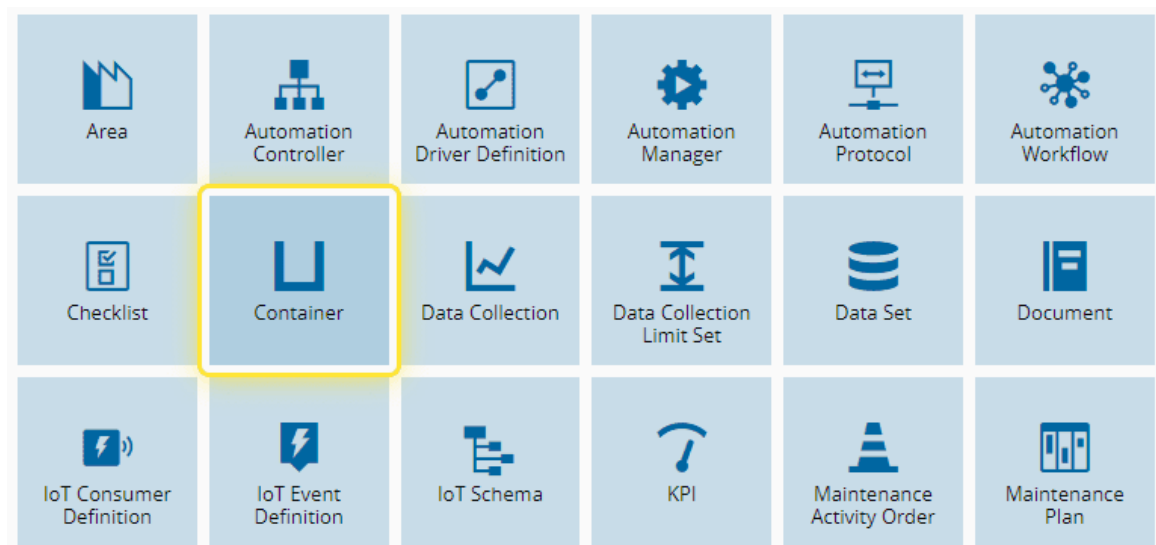 Area
Automation
Controller
Automation
Driver Definition
Automation
Manager
Automation
Protocol
Automation
Workflow
Checklist
Container
Data Collection
Data Collection
Limit Set
Data Set
Document
IoT Consumer
Definition
IoT Event
Definition
IoT Schema
KPI
Maintenance
Activity Order
Maintenance
Plan